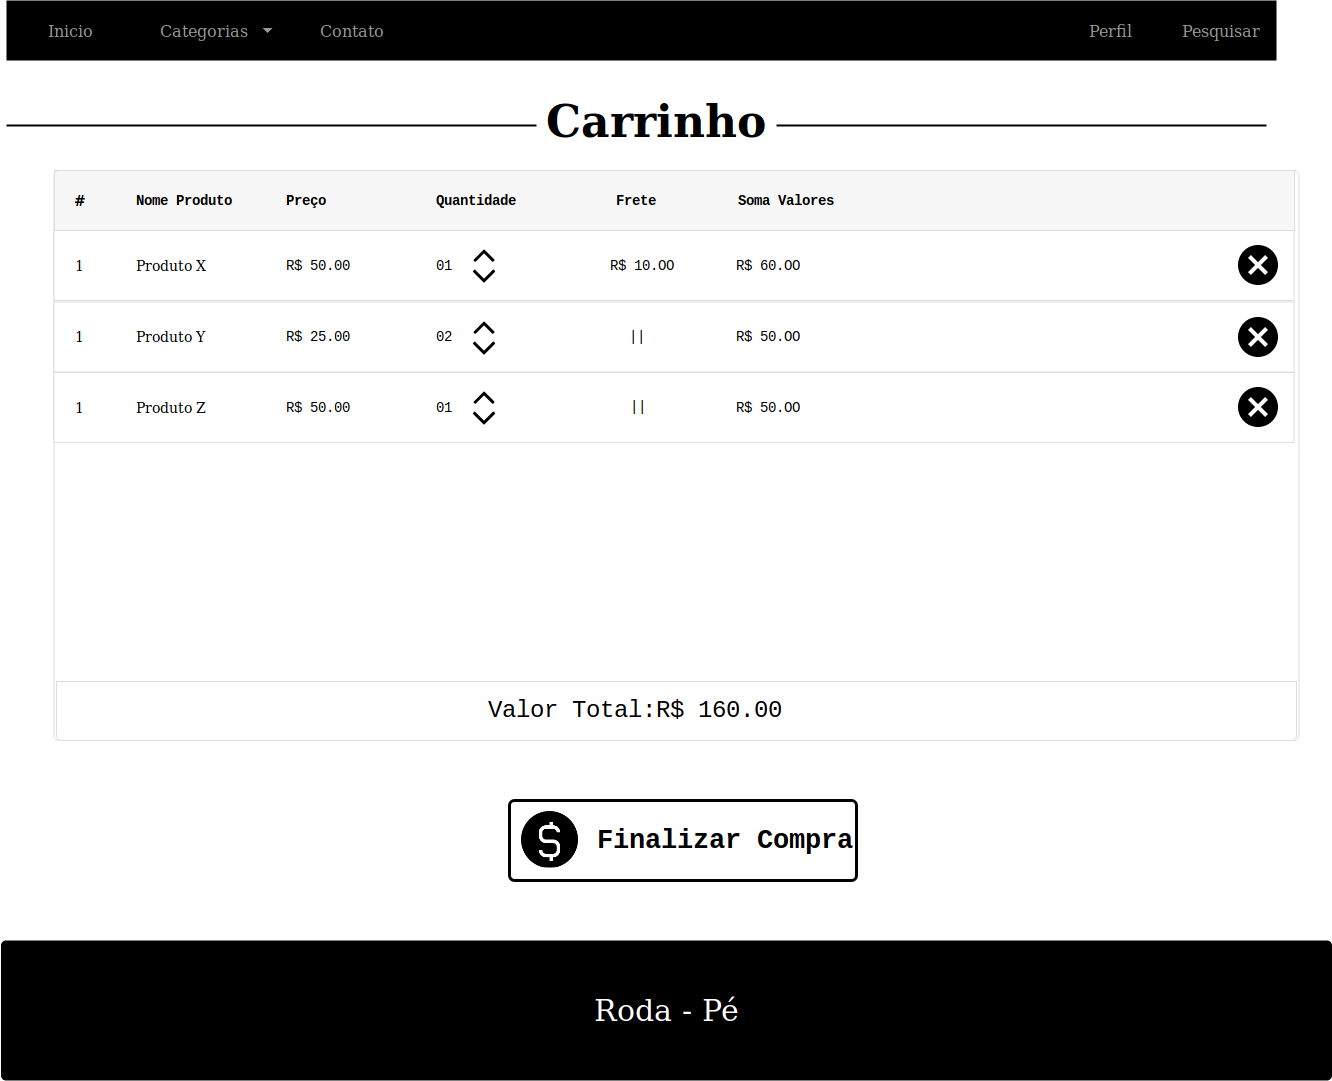 Inicio Categorias Contato Perfil Pesquisar
Carrinho
# Nome Produto Preço Quantidade Frete Soma Valores
1 Produto X R$ 50.00 01 R$ 10.00 R$ 60.00
1 Produto Y R$ 25.00 02 || R$ 50.00
1 Produto Z R$ 50.00 01 || R$ 50.00
Valor Total:R$ 160.00
$ Finalizar Compra
Roda - Pé